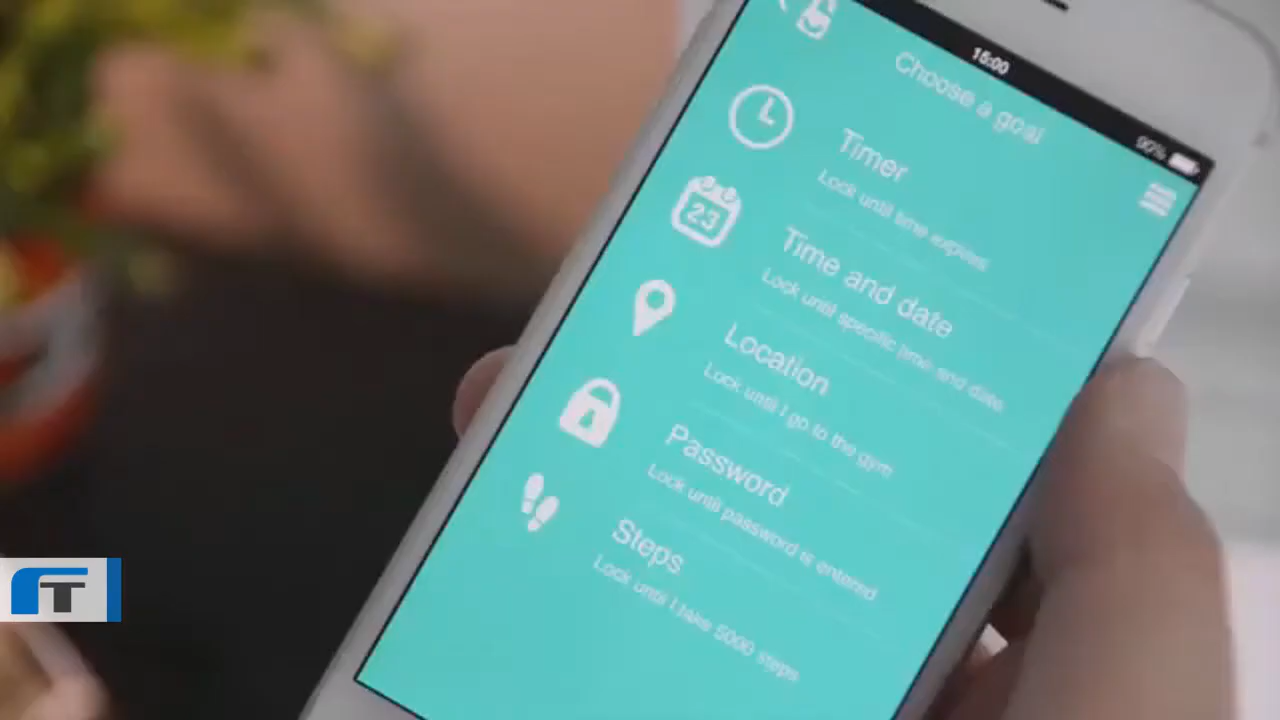 15:00
90%
Choose a goal
Timer
Lock until time expires
23
Time and date
Lock until specific time and date
Location
Lock until I go to the gym
Password
Lock until password is entered
Steps
Lock until I take 5000 steps
FT